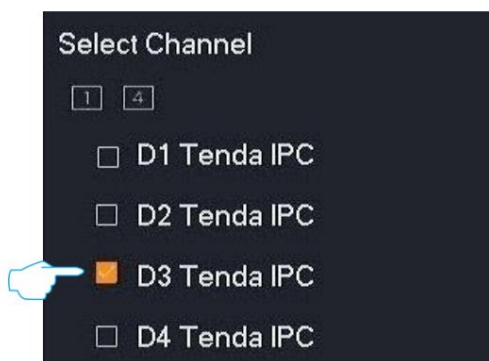 Select Channel
1 4
D1 Tenda IPC
D2 Tenda IPC
D3 Tenda IPC
D4 Tenda IPC